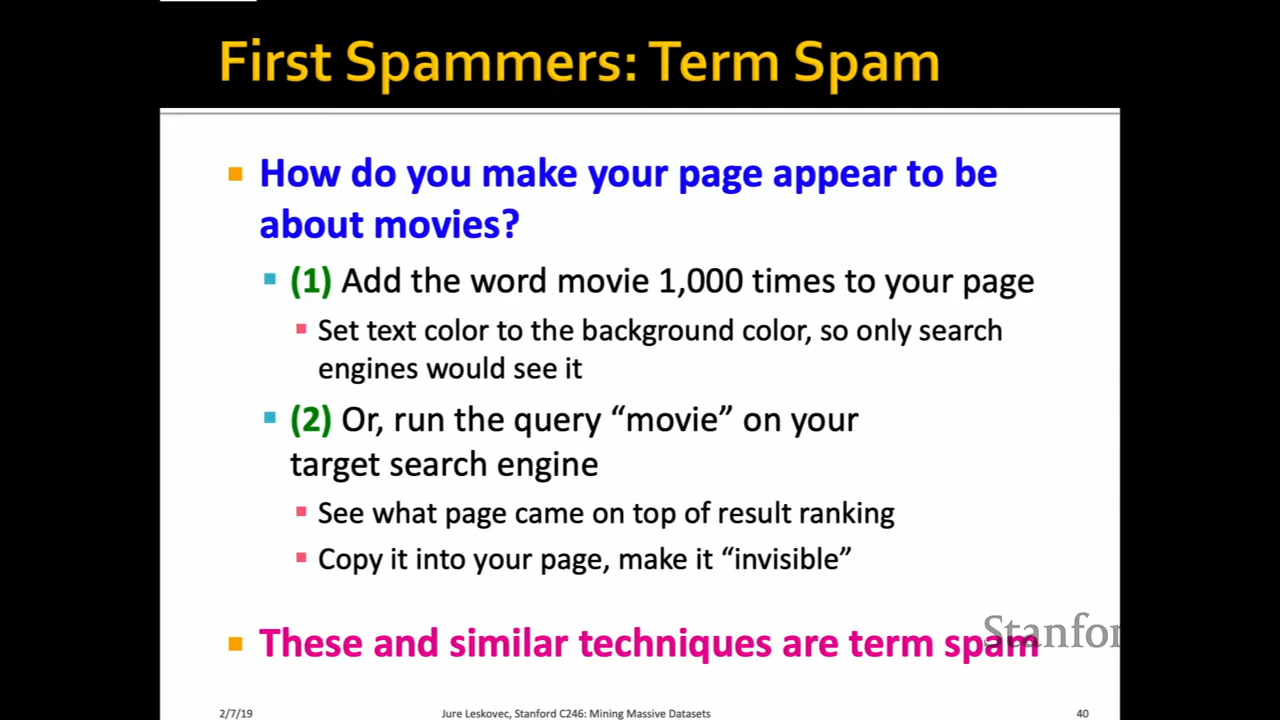 First Spammers: Term Spam
How do you make your page appear to be
about movies?
(1) Add the word movie 1,000 times to your page
Set text color to the background color, so only search
engines would see it
(2) Or, run the query “movie” on your
target search engine
See what page came on top of result ranking
Copy it into your page, make it “invisible”
Stanfor
These and similar techniques are term spam
2/7/19 Jure Leskovec, Stanford C246: Mining Massive Datasets 40